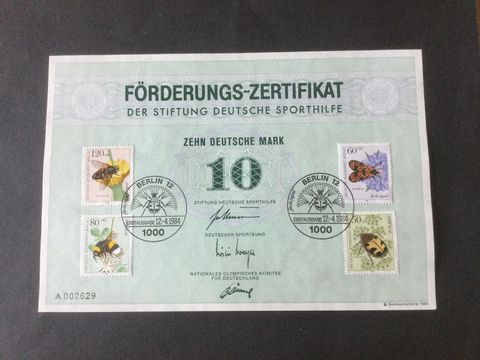 FÖRDERUNGS-ZERTIFIKAT
DER STIFTUNG DEUTSCHE SPORTHILFE
ZEHN DEUTSCHE MARK
10
STIFTUNG DEUTSCHE SPORTHILFE
DEUTSCHER SPORTBUND
NATIONALES OLYMPISCHES KOMITEE
FÜR DEUTSCHLAND
120
80
60
50
BERLIN 12
ERSTAUSGABE 12.-4.1984
1000
BERLIN 12
ERSTAUSGABE 12.-4.1984
1000
A 002629